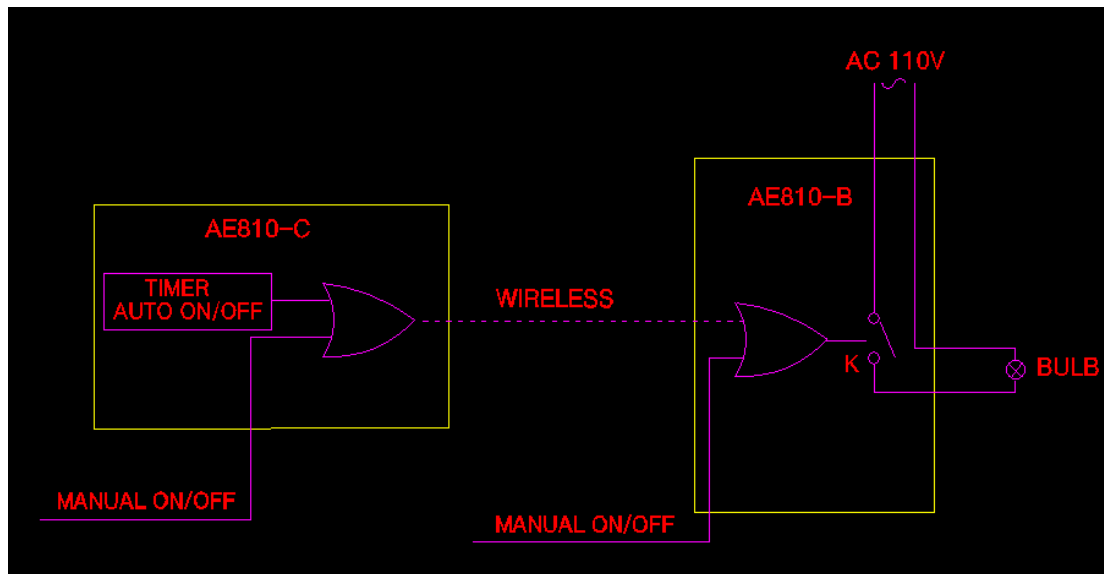 AC 110V
AE810-B
AE810-C
TIMER
AUTO ON/OFF
WIRELESS
K
BULB
MANUAL ON/OFF
MANUAL ON/OFF